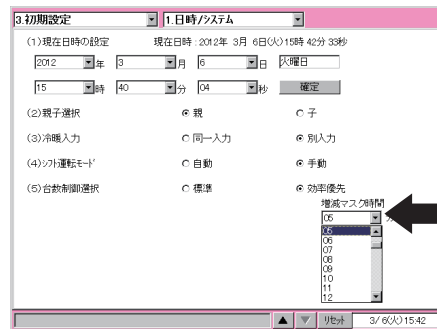 3.初期設定 1.日時/システム
(1)現在日時の設定 現在日時 : 2012年 3月 6日(火)15時 42分 33秒
2012 年 3 月 6 日 火曜日
15 時 40 分 04 秒 確定
(2)親子選択 親 子
(3)冷暖入力 同一入力 別入力
(4)シフト運転モード 自動 手動
(5)台数制御選択 標準 効率優先
増減マスク時間
05
05
06
07
08
09
10
11
12
リセット 3/ 6(火) 15:42